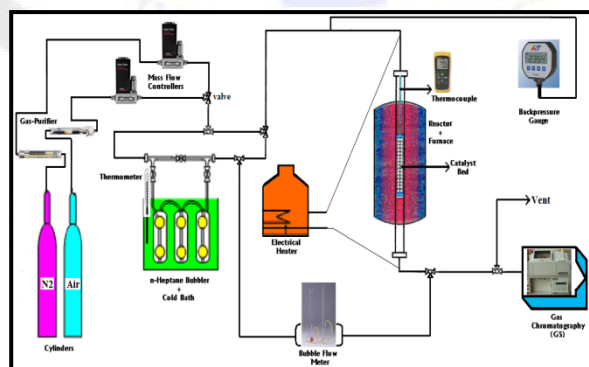 Mass Flow
Controllers
valve
Gas-Purifier
Thermometer
N2
Air
Cylinders
n-Heptane Bubbler
+
Cold Bath
Electrical
Heater
Bubble Flow
Meter
Thermocouple
Reactor
+
Furnace
Catalyst
Bed
Backpressure
Gauge
Vent
Gas
Chromatography
(GS)